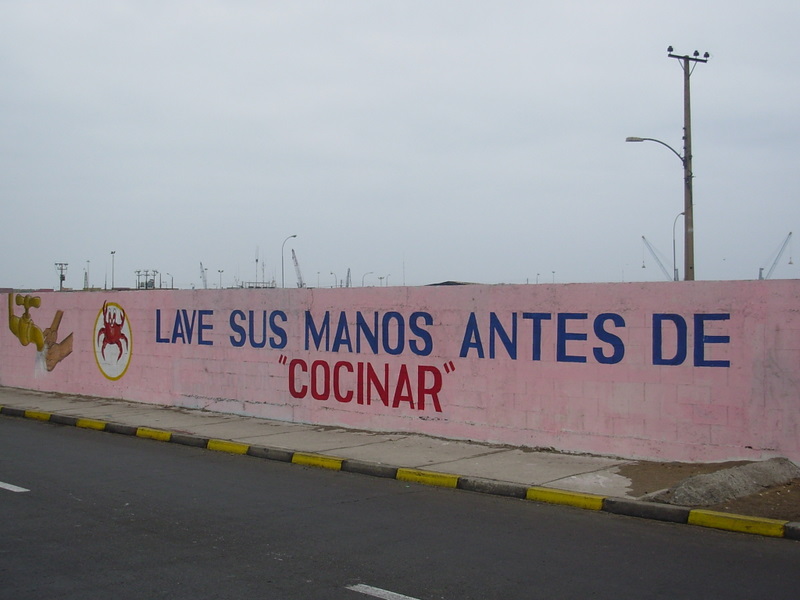 LAVE SUS MANOS ANTES DE
"COCINAR"